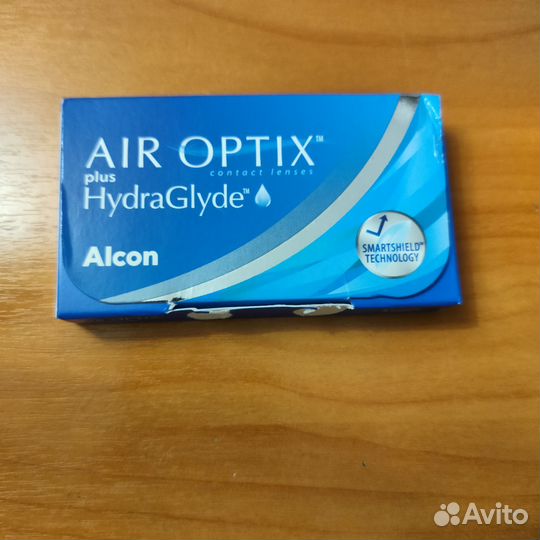 AIR OPTIX™
contact lenses
plus
HydraGlyde™
Alcon
SMARTSHIELD™
TECHNOLOGY
Avito